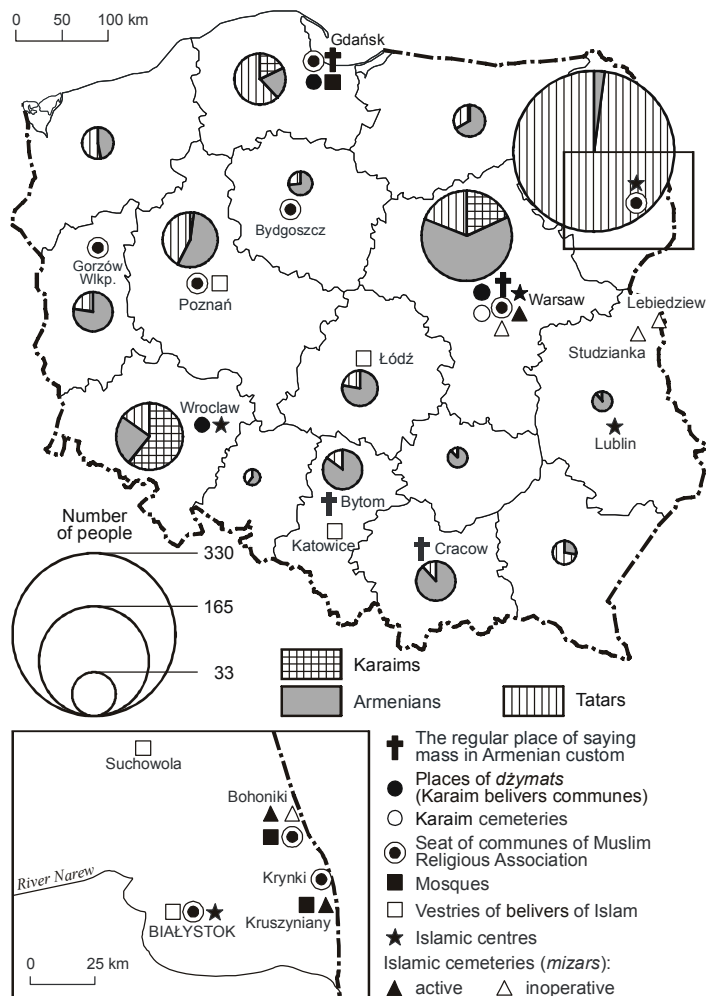 0 50 100 km
Gdańsk
Bydgoszcz
Gorzów
Wlkp.
Poznań
Warsaw
Lebiedziew
Studzianka
Łódź
Wroclaw
Lublin
Bytom
Katowice
Cracow
Number
of people
330
165
33
Karaims
Armenians
Tatars
Suchowola
Bohoniki
River Narew
Krynki
Kruszyniany
BIAŁYSTOK
0 25 km
The regular place of saying
mass in Armenian custom
Places of dżymats
(Karaim belivers communes)
Karaim cemeteries
Seat of communes of Muslim
Religious Association
Mosques
Vestries of belivers of Islam
Islamic centres
Islamic cemeteries (mizars):
active inoperative